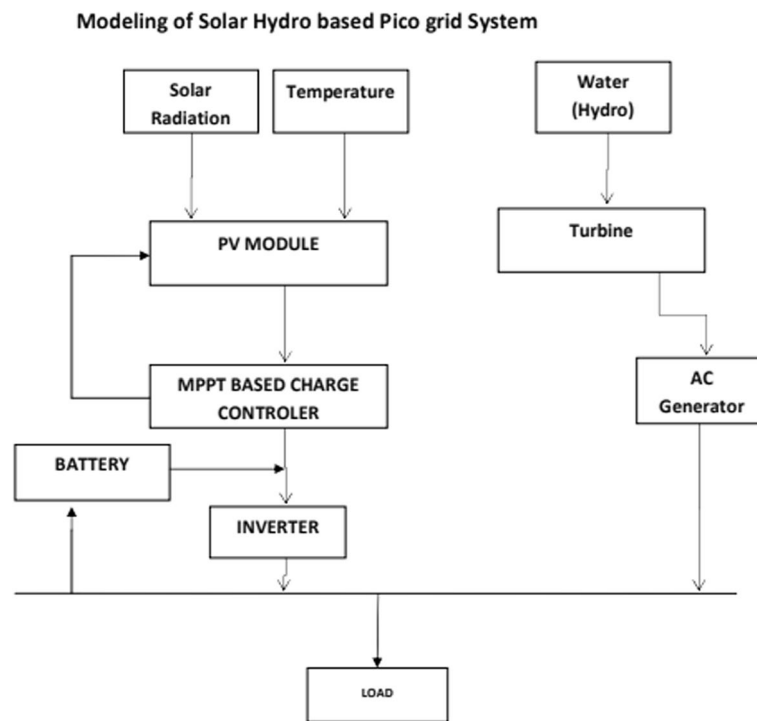 Modeling of Solar Hydro based Pico grid System
Solar
Radiation
Temperature
Water
(Hydro)
PV MODULE
Turbine
MPPT BASED CHARGE
CONTROLER
AC
Generator
BATTERY
INVERTER
LOAD